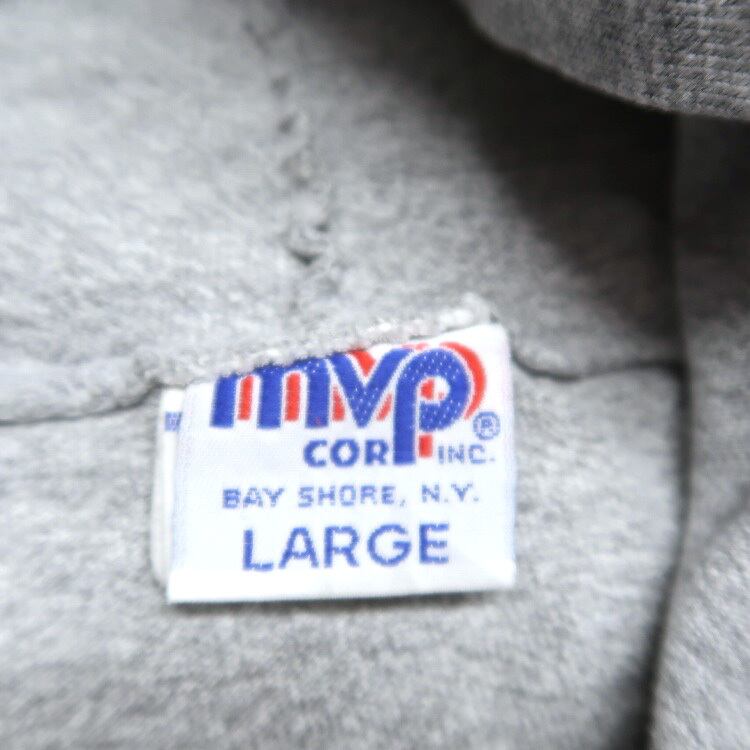 mvp®
CORP INC.
BAY SHORE, N.Y.
LARGE